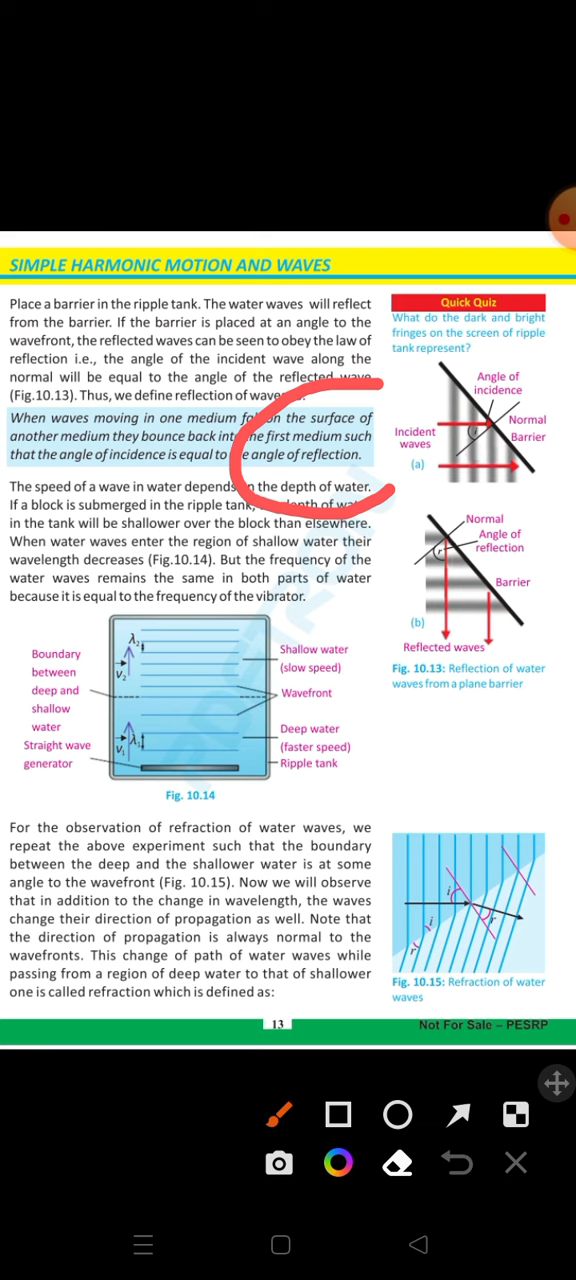 SIMPLE HARMONIC MOTION AND WAVES
Place a barrier in the ripple tank. The water waves will reflect
from the barrier. If the barrier is placed at an angle to the
wavefront, the reflected waves can be seen to obey the law of
reflection i.e., the angle of the incident wave along the
normal will be equal to the angle of the reflected wave
(Fig.10.13). Thus, we define reflection of waves
When waves moving in one medium fall on the surface of
another medium they bounce back into the first medium such
that the angle of incidence is equal to the angle of reflection.
The speed of a wave in water depends on the depth of water.
If a block is submerged in the ripple tank, the depth of water
in the tank will be shallower over the block than elsewhere.
When water waves enter the region of shallow water their
wavelength decreases (Fig.10.14). But the frequency of the
water waves remains the same in both parts of water
because it is equal to the frequency of the vibrator.
Boundary
between
deep and
shallow
water
Straight wave
generator
λ₂
v₂
λ₁
v₁
Shallow water
(slow speed)
Wavefront
Deep water
(faster speed)
Ripple tank
Fig. 10.14
For the observation of refraction of water waves, we
repeat the above experiment such that the boundary
between the deep and the shallower water is at some
angle to the wavefront (Fig. 10.15). Now we will observe
that in addition to the change in wavelength, the waves
change their direction of propagation as well. Note that
the direction of propagation is always normal to the
wavefronts. This change of path of water waves while
passing from a region of deep water to that of shallower
one is called refraction which is defined as:
Quick Quiz
What do the dark and bright
fringes on the screen of ripple
tank represent?
Angle of
incidence
Incident
waves
Normal
Barrier
(a)
Normal
Angle of
reflection
r
Barrier
(b)
Reflected waves
Fig. 10.13: Reflection of water
waves from a plane barrier
i
r
i
r
Fig. 10.15: Refraction of water
waves
13
Not For Sale – PESRP